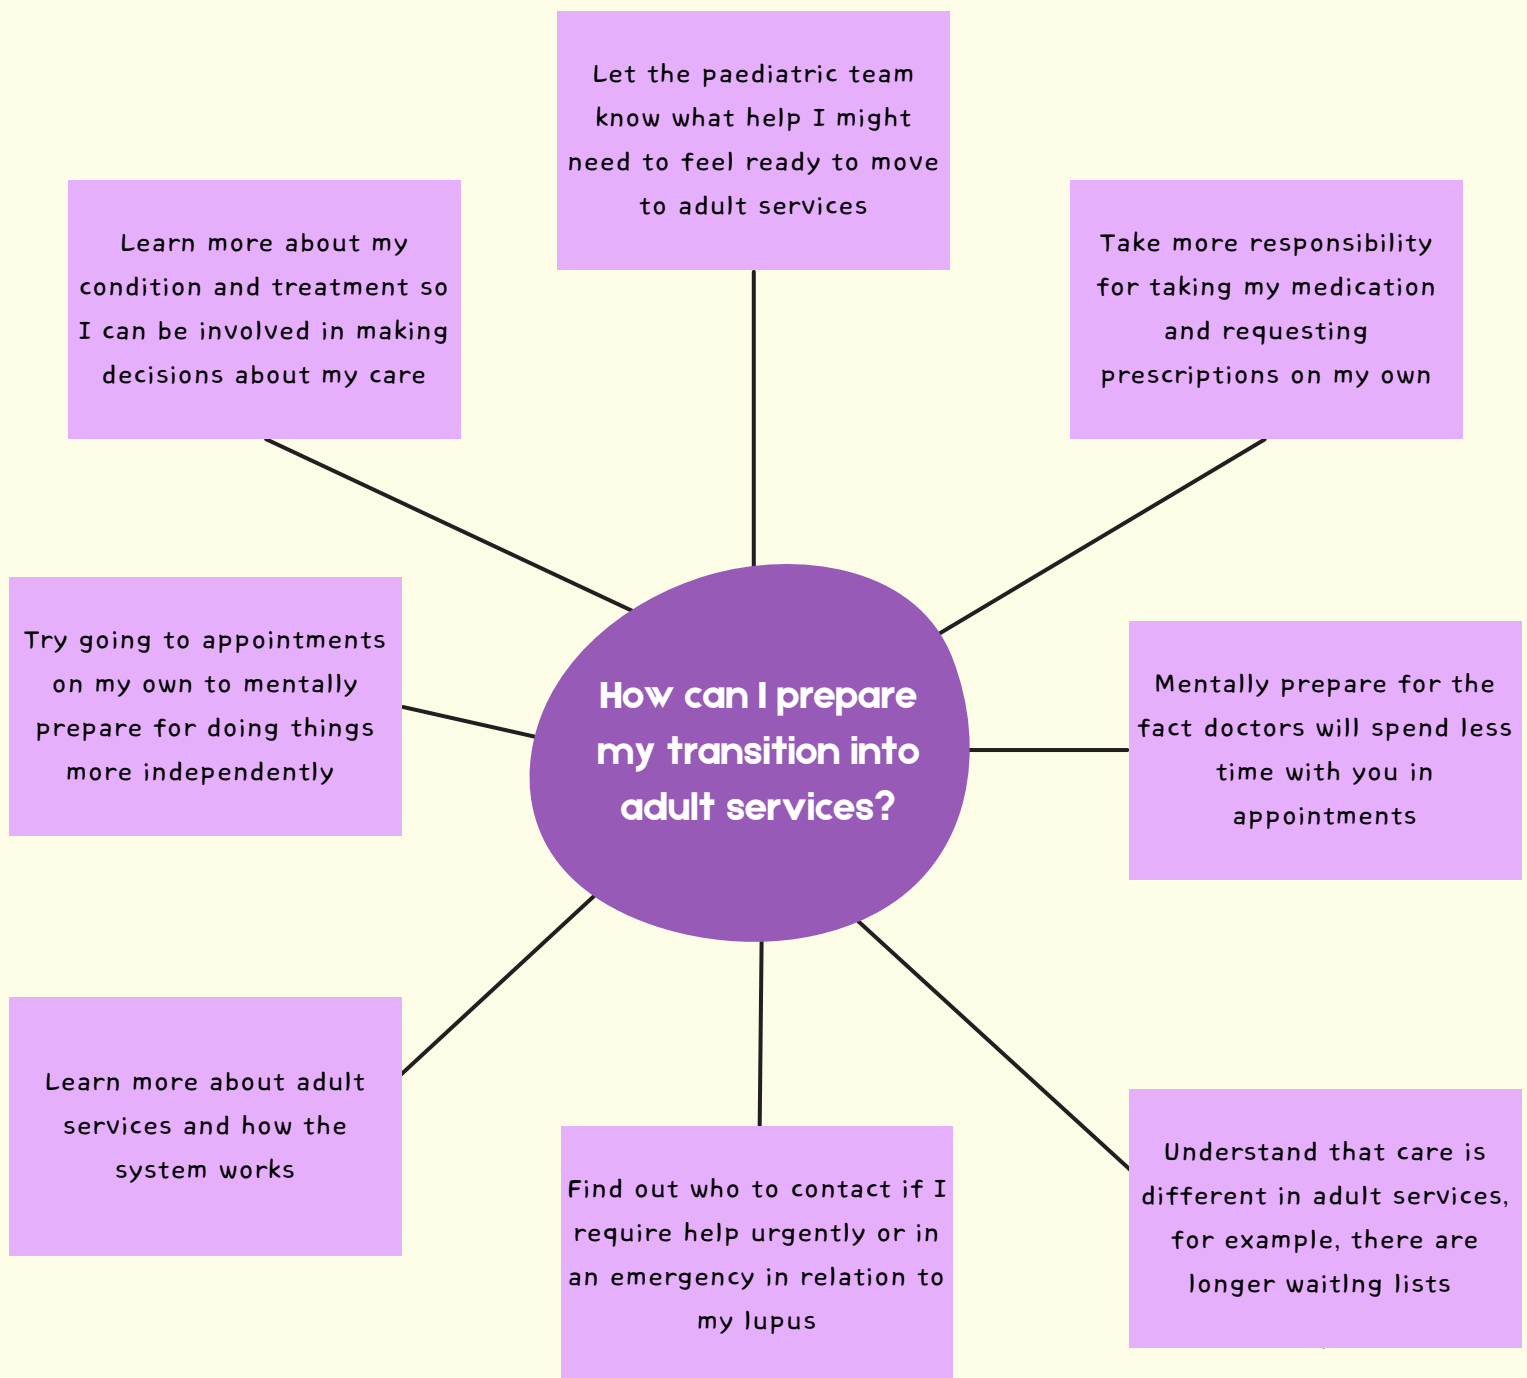 Let the paediatric team
know what help I might
need to feel ready to move
to adult services
Learn more about my
condition and treatment so
I can be involved in making
decisions about my care
Take more responsibility
for taking my medication
and requesting
prescriptions on my own
Try going to appointments
on my own to mentally
prepare for doing things
more independently
How can I prepare
my transition into
adult services?
Mentally prepare for the
fact doctors will spend less
time with you in
appointments
Learn more about adult
services and how the
system works
Find out who to contact if I
require help urgently or in
an emergency in relation to
my lupus
Understand that care is
different in adult services,
for example, there are
longer waitlng lists